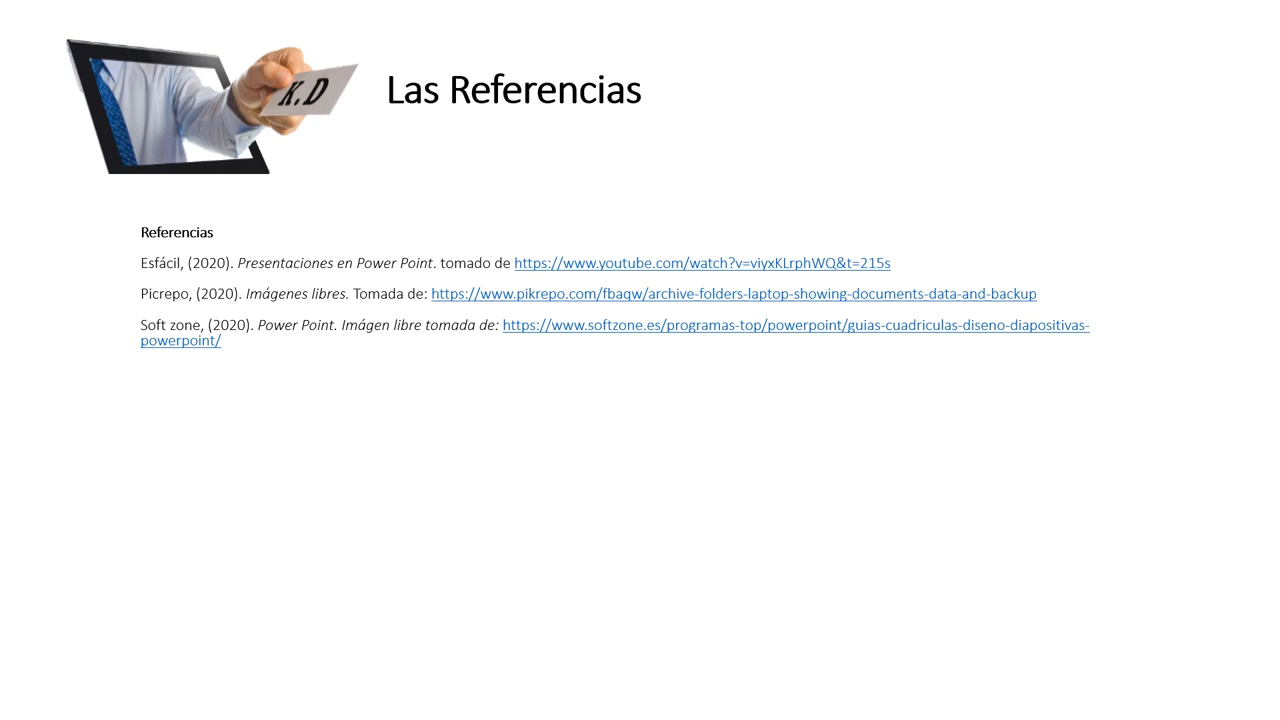 K.D
Las Referencias
Referencias
Esfácil, (2020). Presentaciones en Power Point. tomado de https://www.youtube.com/watch?v=viyxKLrphWQ&t=215s
Picrepo, (2020). Imágenes libres. Tomada de: https://www.pikrepo.com/fbaqw/archive-folders-laptop-showing-documents-data-and-backup
Soft zone, (2020). Power Point. Imágen libre tomada de: https://www.softzone.es/programas-top/powerpoint/guias-cuadriculas-diseno-diapositivas-
powerpoint/